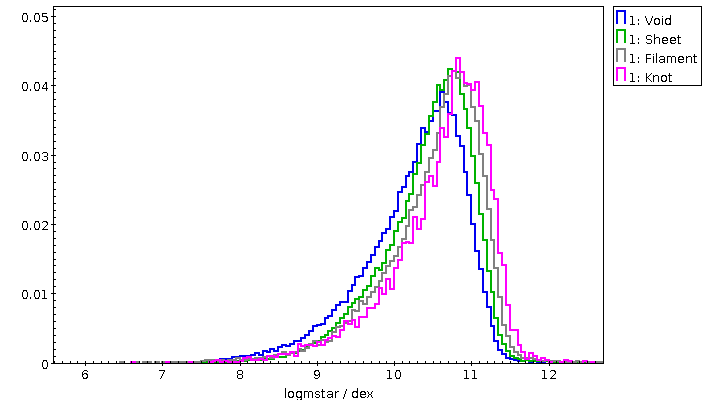 0.05
0.04
0.03
0.02
0.01
0
6 7 8 9 10 11 12
logmstar / dex
1: Void
1: Sheet
1: Filament
1: Knot